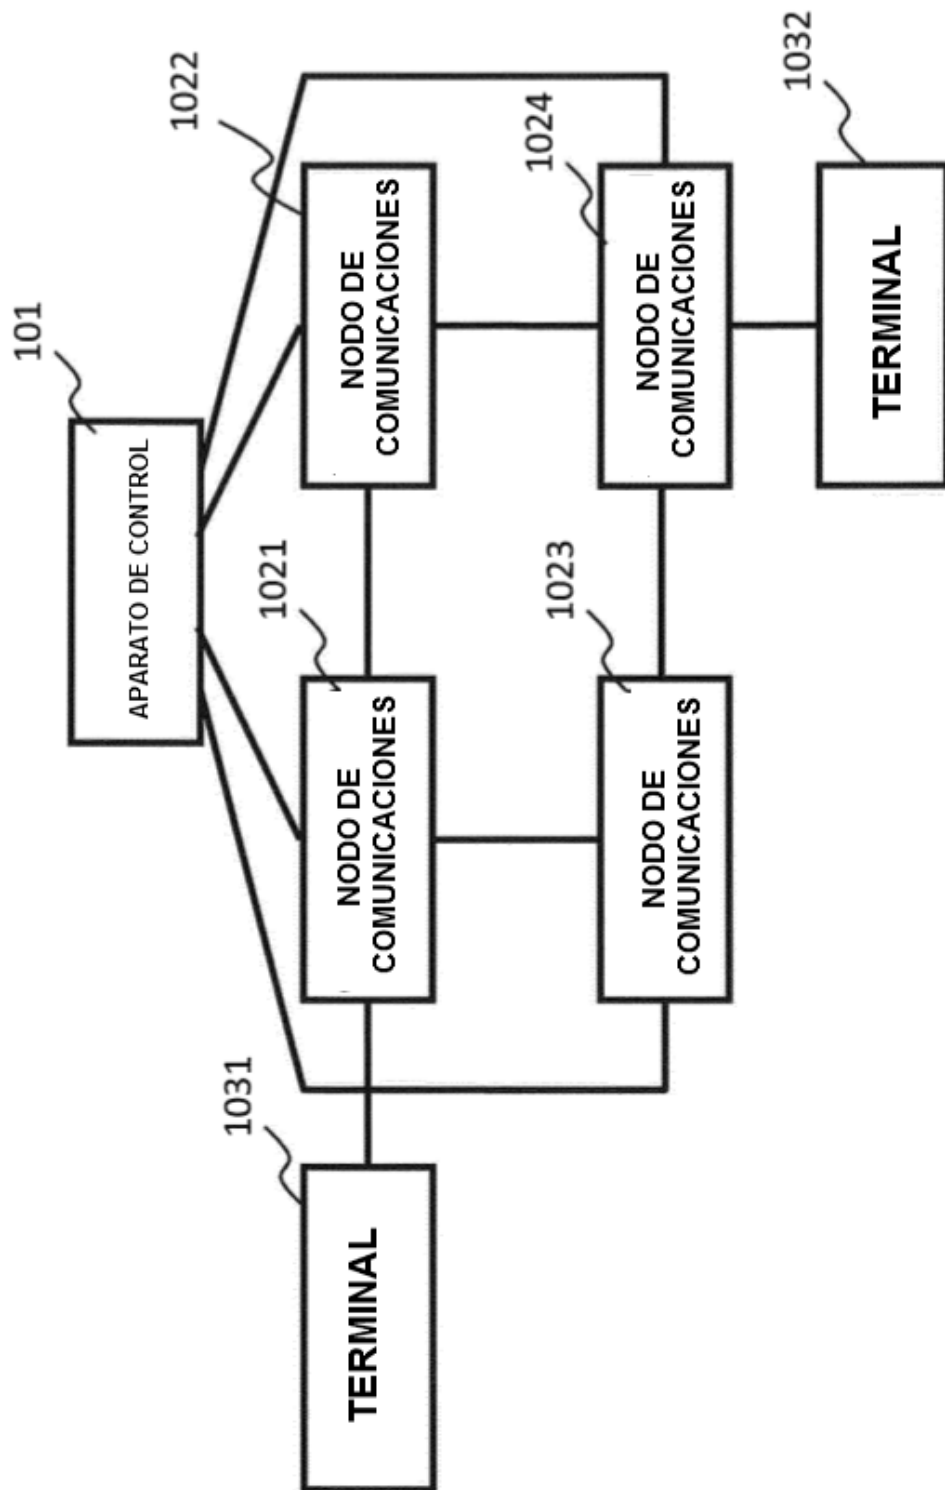 101
APARATO DE CONTROL
1031
TERMINAL
1021
NODO DE
COMUNICACIONES
1022
NODO DE
COMUNICACIONES
1023
NODO DE
COMUNICACIONES
1024
NODO DE
COMUNICACIONES
1032
TERMINAL